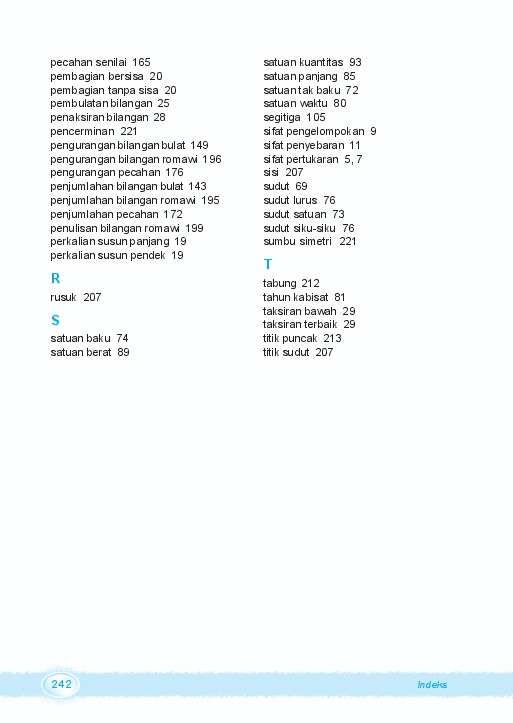 pecahan senilai 165
pembagian bersisa 20
pembagian tanpa sisa 20
pembulatan bilangan 25
penaksiran bilangan 28
pencerminan 221
pengurangan bilangan bulat 149
pengurangan bilangan romawi 196
pengurangan pecahan 176
penjumlahan bilangan bulat 143
penjumlahan bilangan romawi 195
penjumlahan pecahan 172
penulisan bilangan romawi 199
perkalian susun panjang 19
perkalian susun pendek 19
R
rusuk 207
S
satuan baku 74
satuan berat 89
satuan kuantitas 93
satuan panjang 85
satuan tak baku 72
satuan waktu 80
segitiga 105
sifat pengelompokan 9
sifat penyebaran 11
sifat pertukaran 5, 7
sisi 207
sudut 69
sudut lurus 76
sudut satuan 73
sudut siku-siku 76
sumbu simetri 221
T
tabung 212
tahun kabisat 81
taksiran bawah 29
taksiran terbaik 29
titik puncak 213
titik sudut 207
242
Indeks